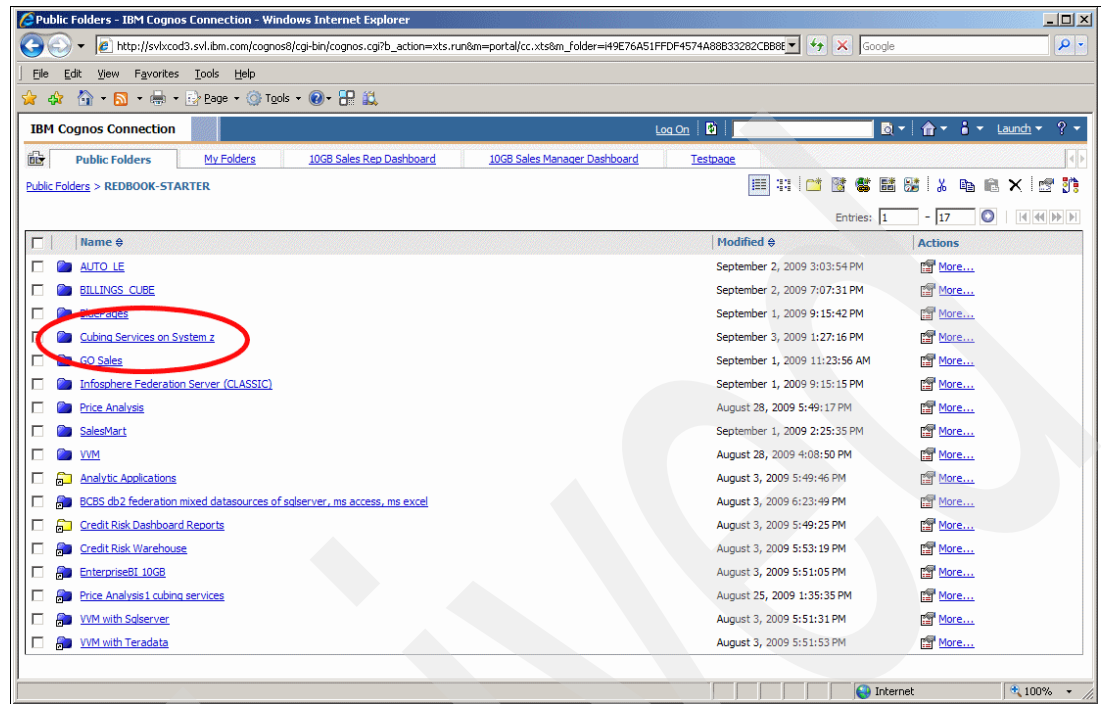 Public Folders - IBM Cognos Connection - Windows Internet Explorer
http://svlxcod3.svl.ibm.com/cognos8/cgi-bin/cognos.cgi?b_action=xts.run&m=portal/cc.xts&m_folder=i49E76A51FFDF4574A88B33282CBB8E Google
File Edit View Favorites Tools Help
Page Tools
IBM Cognos Connection Log On Launch ?
Public Folders My Folders 10GB Sales Rep Dashboard 10GB Sales Manager Dashboard Testpage
Public Folders > REDBOOK-STARTER
Entries: 1 - 17
Name Modified Actions
AUTO_LE September 2, 2009 3:03:54 PM More...
BILLINGS_CUBE September 2, 2009 7:07:31 PM More...
BluePages September 1, 2009 9:15:42 PM More...
Cubing Services on System z September 3, 2009 1:27:16 PM More...
GO Sales September 1, 2009 11:23:56 AM More...
Infosphere Federation Server (CLASSIC) September 1, 2009 9:15:15 PM More...
Price Analysis August 28, 2009 5:49:17 PM More...
SalesMart September 1, 2009 2:25:35 PM More...
VVM August 28, 2009 4:08:50 PM More...
Analytic Applications August 3, 2009 5:49:46 PM More...
BCBS db2 federation mixed datasources of sqlserver, ms access, ms excel August 3, 2009 6:23:49 PM More...
Credit Risk Dashboard Reports August 3, 2009 5:49:25 PM More...
Credit Risk Warehouse August 3, 2009 5:53:19 PM More...
EnterpriseBI 10GB August 3, 2009 5:51:05 PM More...
Price Analysis1 cubing services August 25, 2009 1:35:35 PM More...
VVM with Sqlserver August 3, 2009 5:51:31 PM More...
VVM with Teradata August 3, 2009 5:51:53 PM More...
Internet 100%